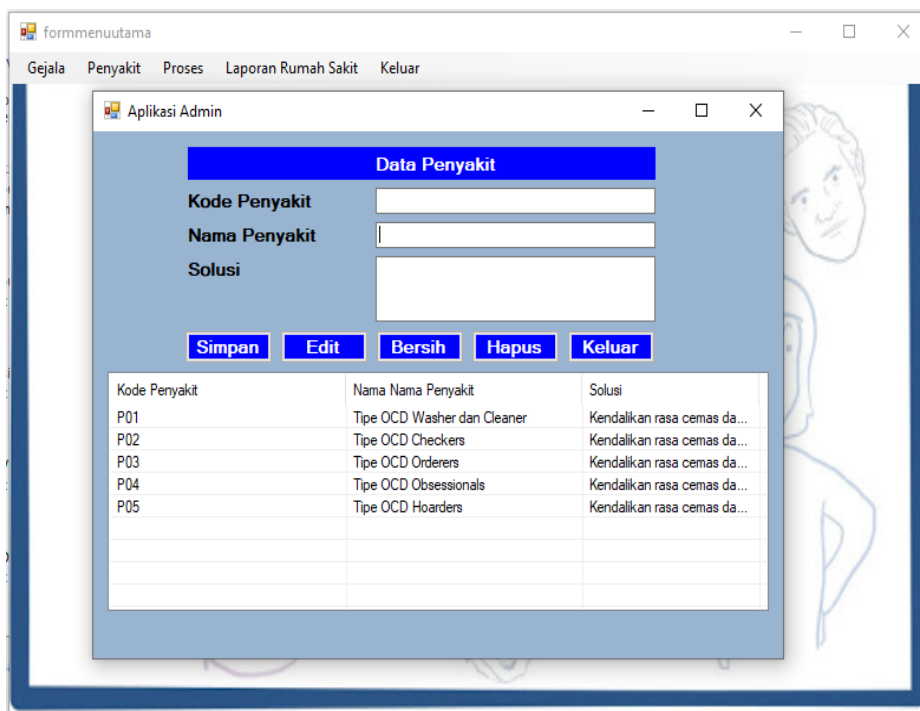 formmenuutama
Gejala Penyakit Proses Laporan Rumah Sakit Keluar
Aplikasi Admin
Data Penyakit
Kode Penyakit
Nama Penyakit
Solusi
Simpan Edit Bersih Hapus Keluar
Kode Penyakit Nama Nama Penyakit Solusi
P01 Tipe OCD Washer dan Cleaner Kendalikan rasa cemas da...
P02 Tipe OCD Checkers Kendalikan rasa cemas da...
P03 Tipe OCD Orderers Kendalikan rasa cemas da...
P04 Tipe OCD Obsessionals Kendalikan rasa cemas da...
P05 Tipe OCD Hoarders Kendalikan rasa cemas da...